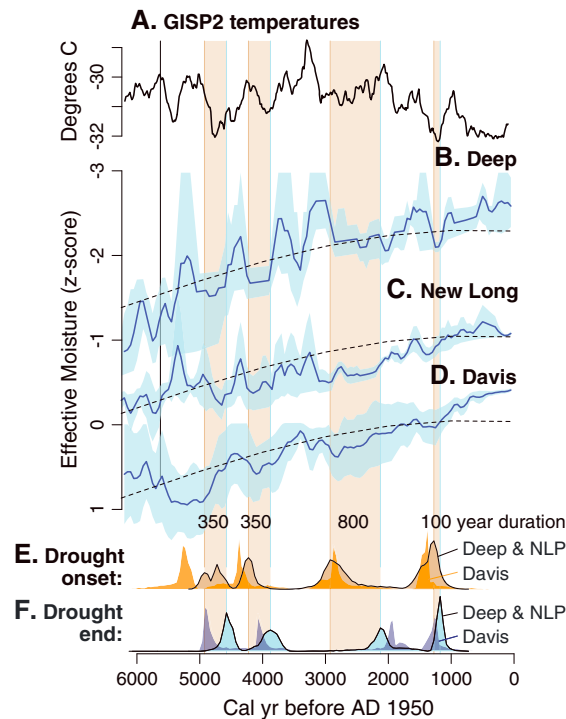 A. GISP2 temperatures
Degrees C
-30
-32
B. Deep
Effective Moisture (z-score)
-3
-2
-1
0
1
C. New Long
D. Davis
350
350
800
100 year duration
E. Drought
onset:
Deep & NLP
Davis
F. Drought
end:
Deep & NLP
Davis
6000
5000
4000
3000
2000
1000
0
Cal yr before AD 1950